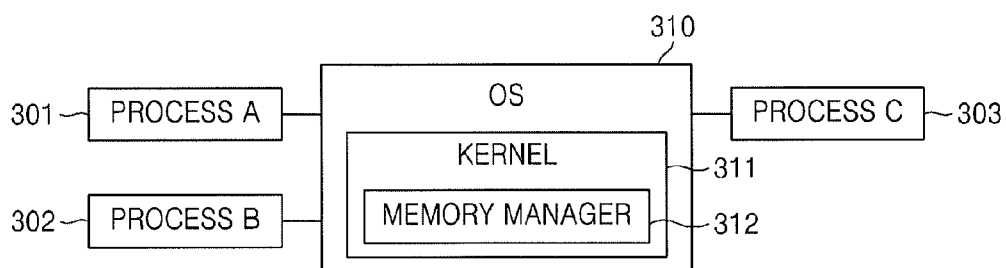 310
OS
301 PROCESS A
PROCESS C 303
KERNEL
311
302 PROCESS B
MEMORY MANAGER
312